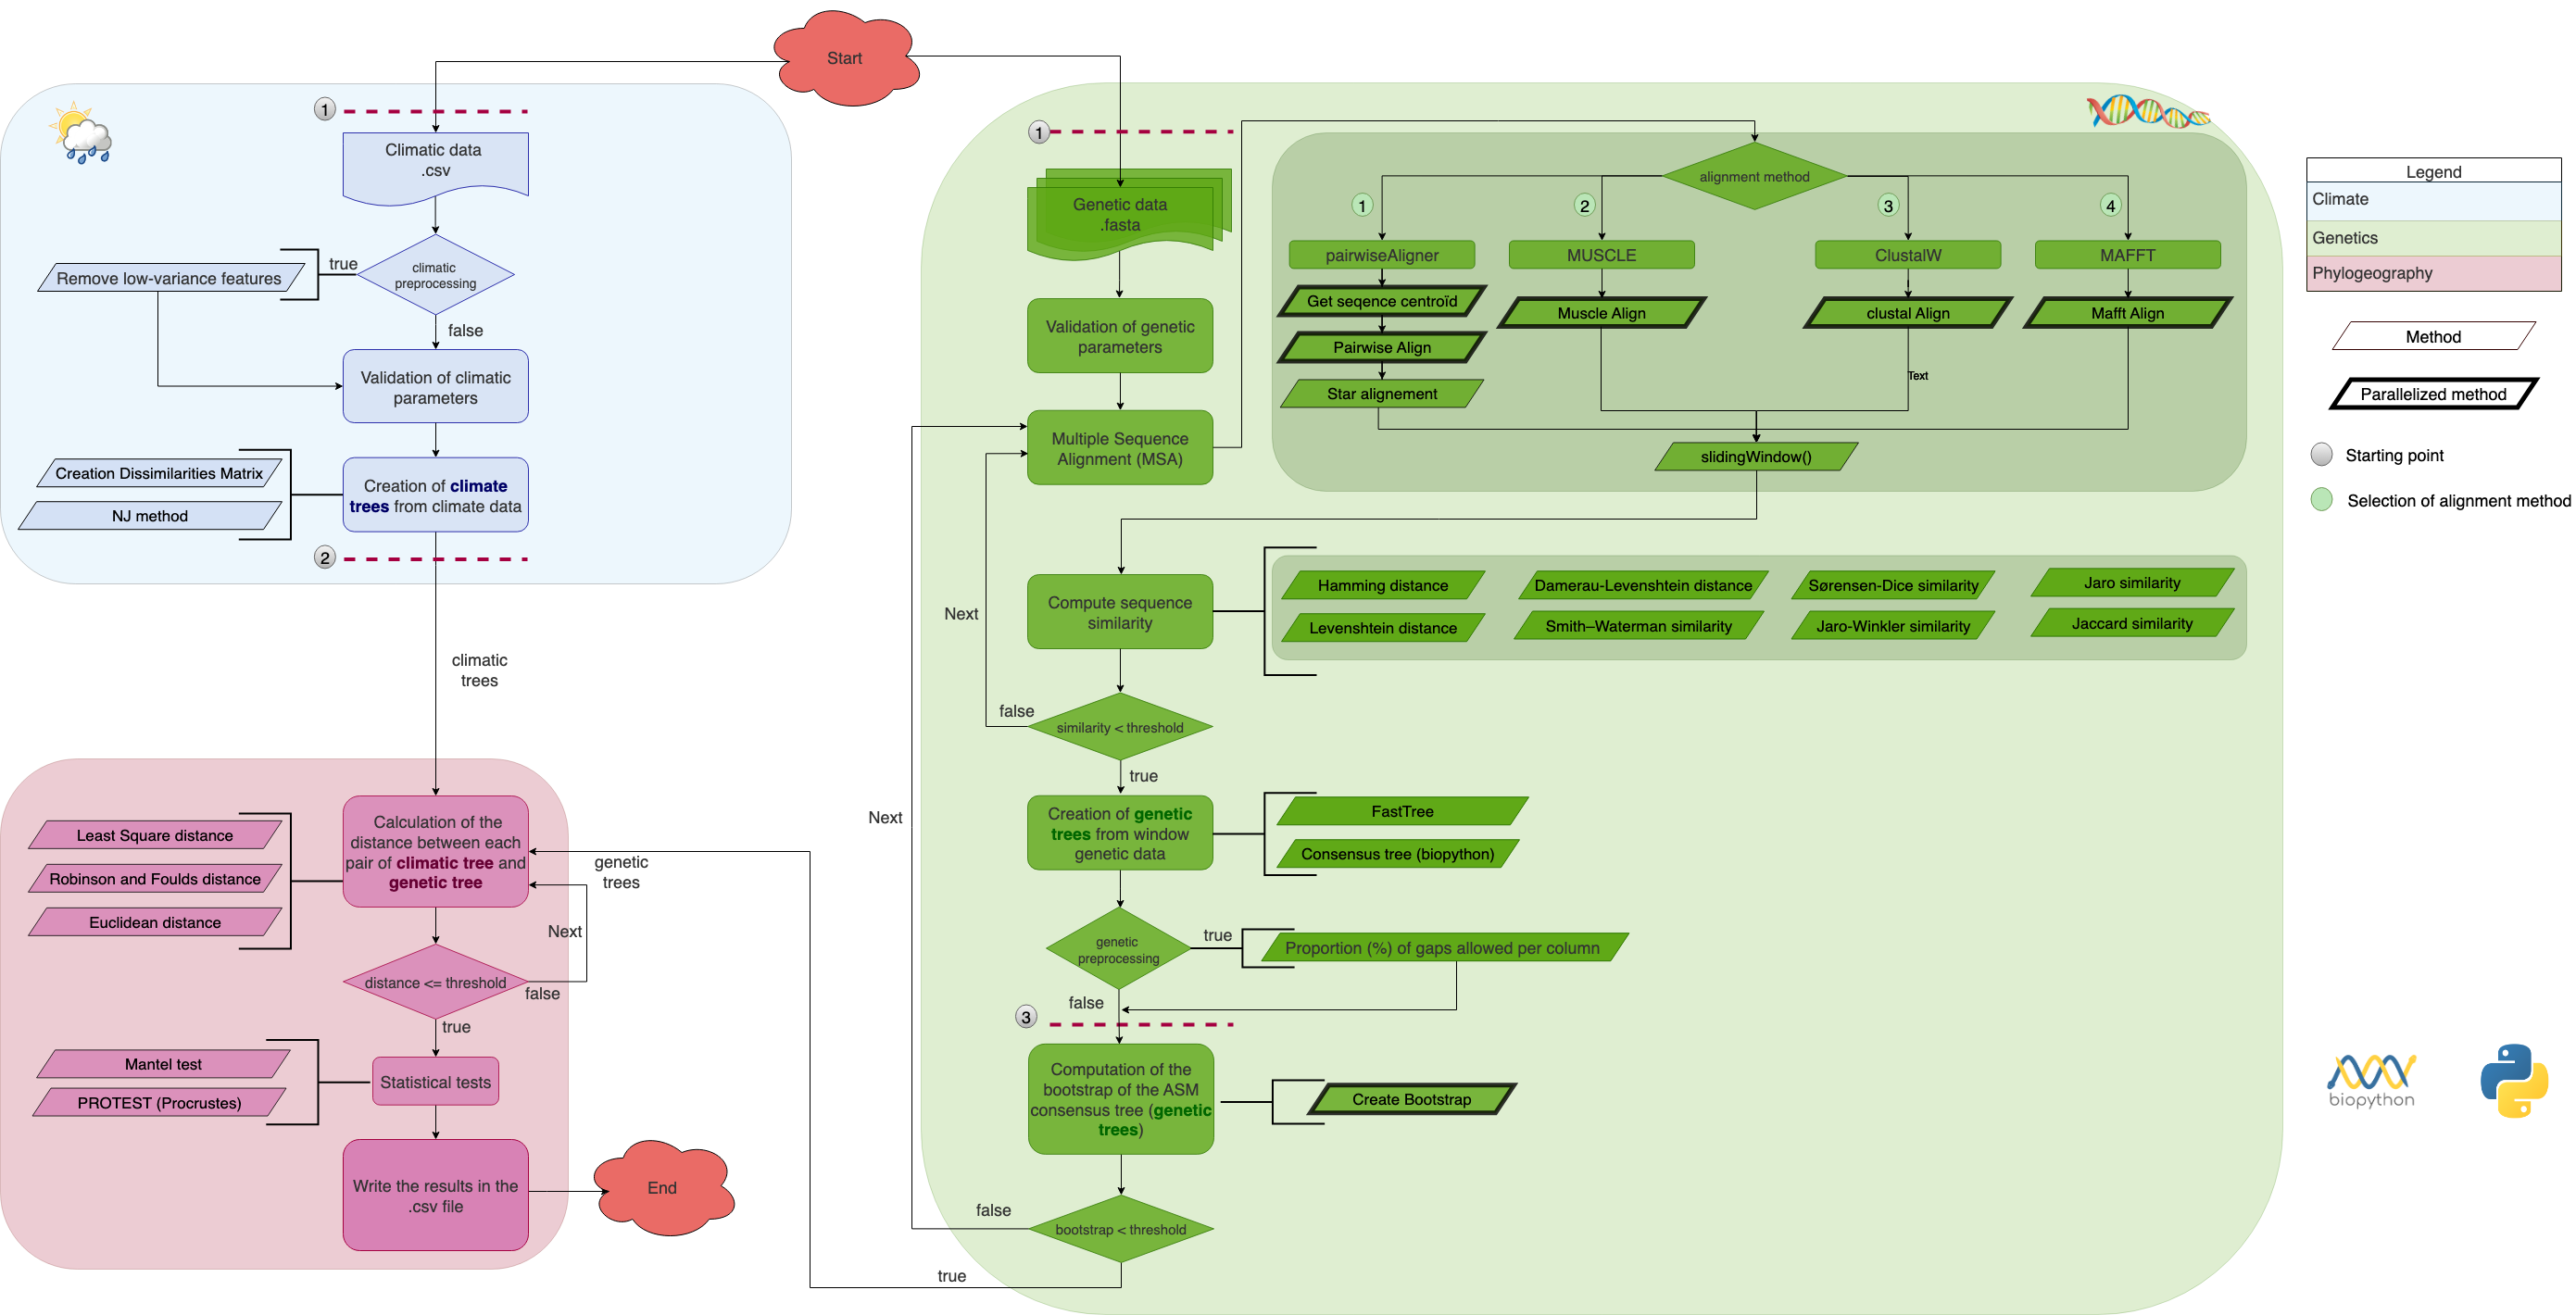 Start
1
Climatic data
.csv
climatic
preprocessing
true
Remove low-variance features
false
Validation of climatic
parameters
Creation Dissimilarities Matrix
NJ method
Creation of climate
trees from climate data
2
climatic
trees
Calculation of the
distance between each
pair of climatic tree and
genetic tree
Least Square distance
Robinson and Foulds distance
Euclidean distance
genetic
trees
Next
distance <= threshold
false
true
Mantel test
PROTEST (Procrustes)
Statistical tests
Write the results in the
.csv file
End
1
Genetic data
.fasta
Validation of genetic
parameters
Multiple Sequence
Alignment (MSA)
alignment method
1
2
3
4
pairwiseAligner
MUSCLE
ClustalW
MAFFT
Get seqence centroïd
Pairwise Align
Star alignement
Muscle Align
clustal Align
Mafft Align
Text
slidingWindow()
Compute sequence
similarity
Hamming distance
Damerau-Levenshtein distance
Sørensen-Dice similarity
Jaro similarity
Levenshtein distance
Smith–Waterman similarity
Jaro-Winkler similarity
Jaccard similarity
Next
false
similarity < threshold
true
Next
Creation of genetic
trees from window
genetic data
FastTree
Consensus tree (biopython)
genetic
preprocessing
true
Proportion (%) of gaps allowed per column
false
3
Computation of the
bootstrap of the ASM
consensus tree (genetic
trees)
Create Bootstrap
false
bootstrap < threshold
true
Legend
Climate
Genetics
Phylogeography
Method
Parallelized method
Starting point
Selection of alignment method
biopython